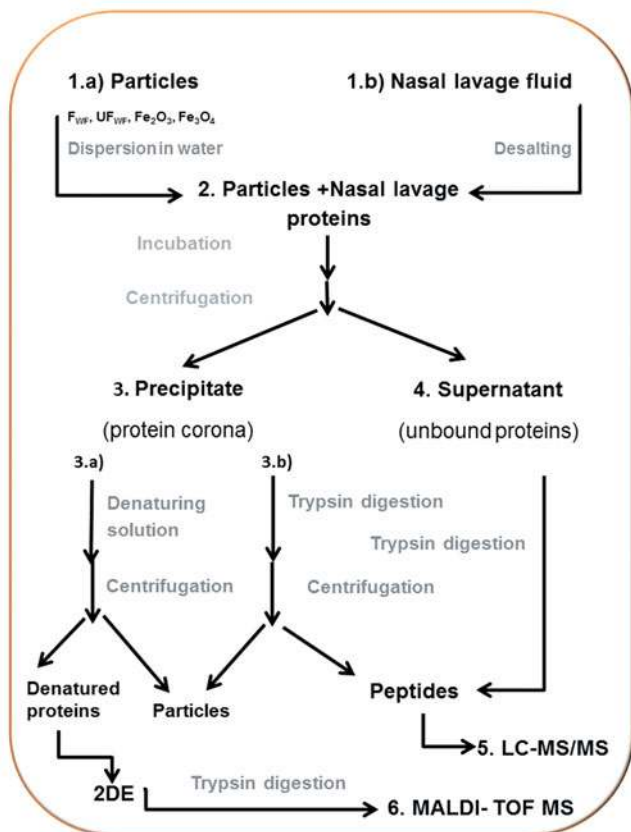 1.a) Particles
1.b) Nasal lavage fluid
F_WF, UF_WF, Fe₂O₃, Fe₃O₄
Dispersion in water
Desalting
2. Particles +Nasal lavage
proteins
Incubation
Centrifugation
3. Precipitate
4. Supernatant
(protein corona)
(unbound proteins)
3.a)
3.b)
Denaturing
solution
Trypsin digestion
Trypsin digestion
Centrifugation
Centrifugation
Denatured
proteins
Particles
Peptides
5. LC-MS/MS
2DE
Trypsin digestion
6. MALDI- TOF MS